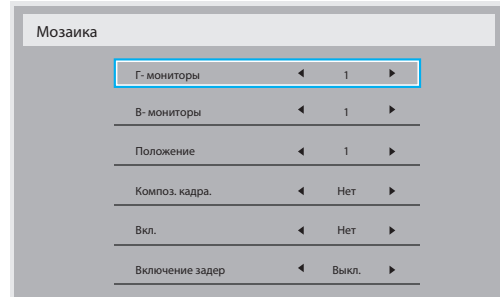 Мозаика
Г- мониторы 1
В- мониторы 1
Положение 1
Композ. кадра. Нет
Вкл. Нет
Включение задер Выкл.